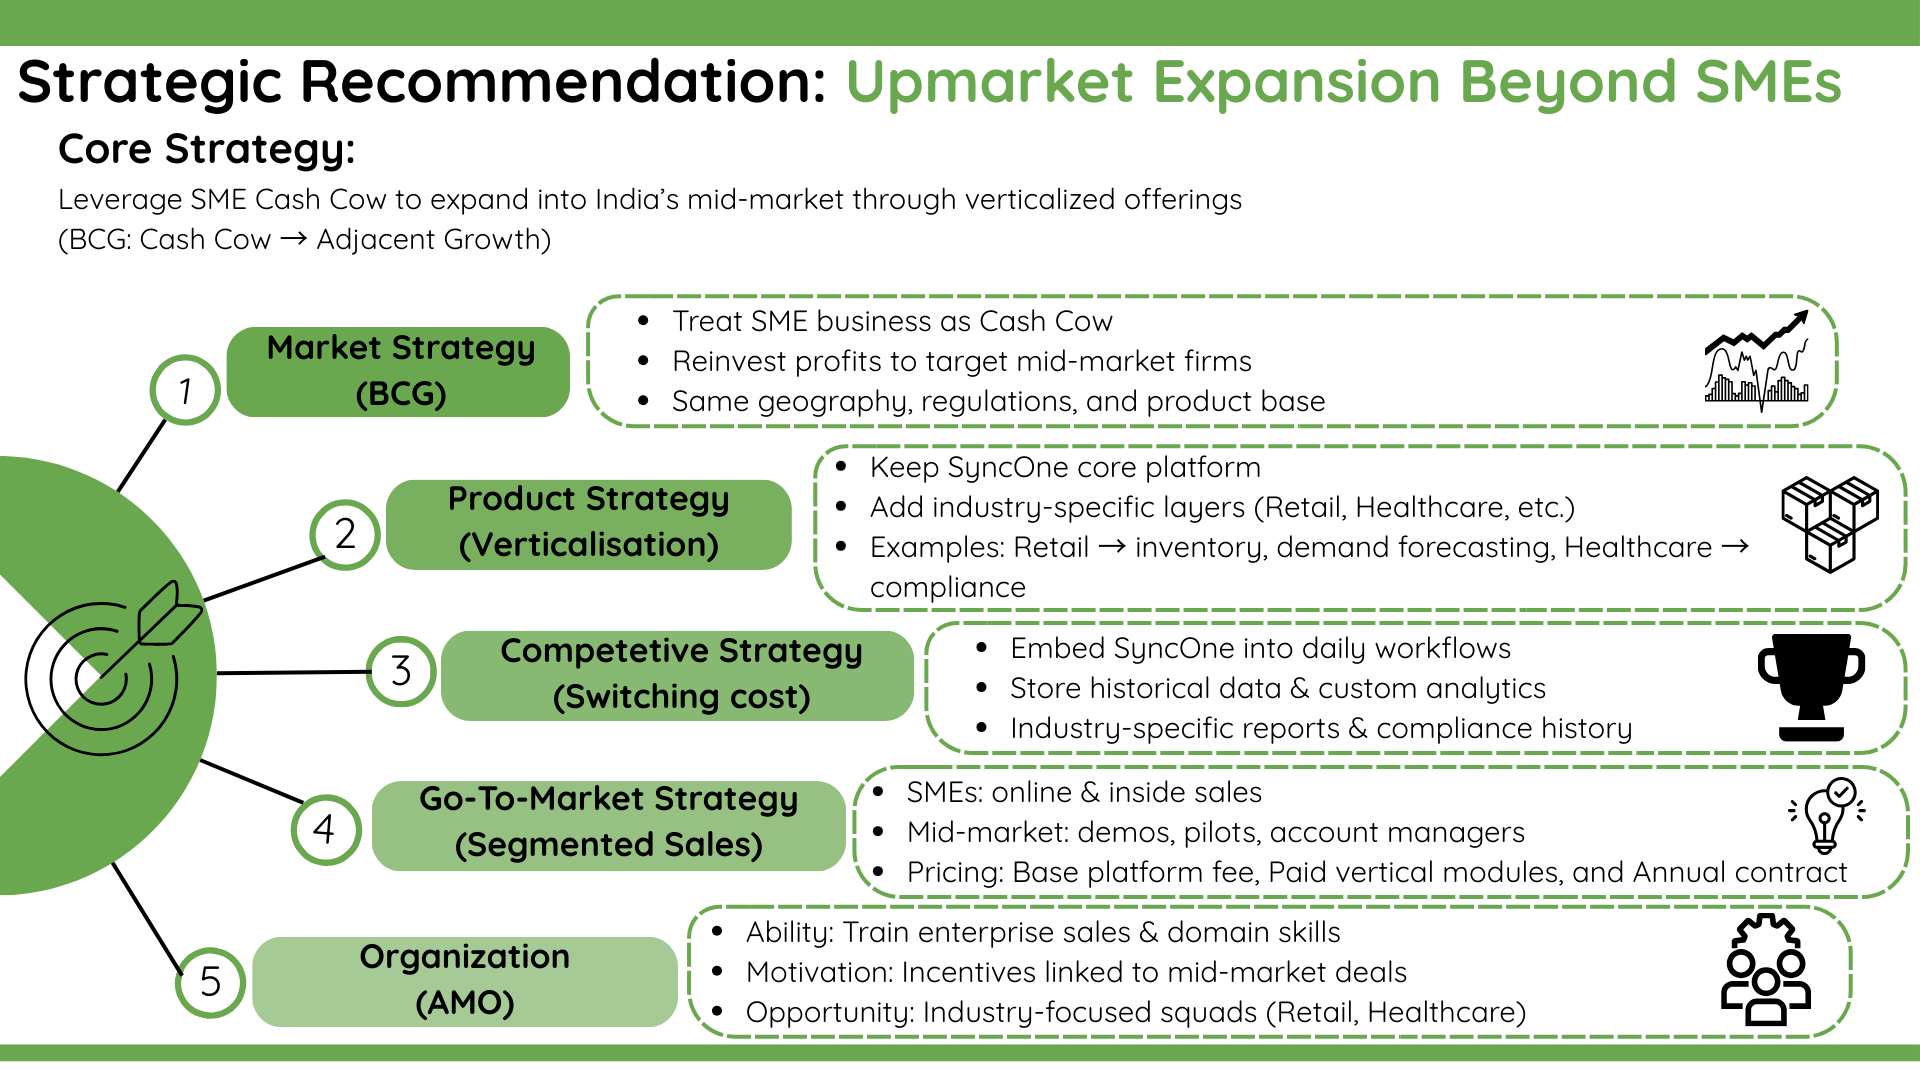 Strategic Recommendation: Upmarket Expansion Beyond SMEs
Core Strategy:
Leverage SME Cash Cow to expand into India’s mid-market through verticalized offerings
(BCG: Cash Cow → Adjacent Growth)
1
Market Strategy
(BCG)
• Treat SME business as Cash Cow
• Reinvest profits to target mid-market firms
• Same geography, regulations, and product base
2
Product Strategy
(Verticalisation)
• Keep SyncOne core platform
• Add industry-specific layers (Retail, Healthcare, etc.)
• Examples: Retail → inventory, demand forecasting, Healthcare →
compliance
3
Competetive Strategy
(Switching cost)
• Embed SyncOne into daily workflows
• Store historical data & custom analytics
• Industry-specific reports & compliance history
4
Go-To-Market Strategy
(Segmented Sales)
• SMEs: online & inside sales
• Mid-market: demos, pilots, account managers
• Pricing: Base platform fee, Paid vertical modules, and Annual contract
5
Organization
(AMO)
• Ability: Train enterprise sales & domain skills
• Motivation: Incentives linked to mid-market deals
• Opportunity: Industry-focused squads (Retail, Healthcare)